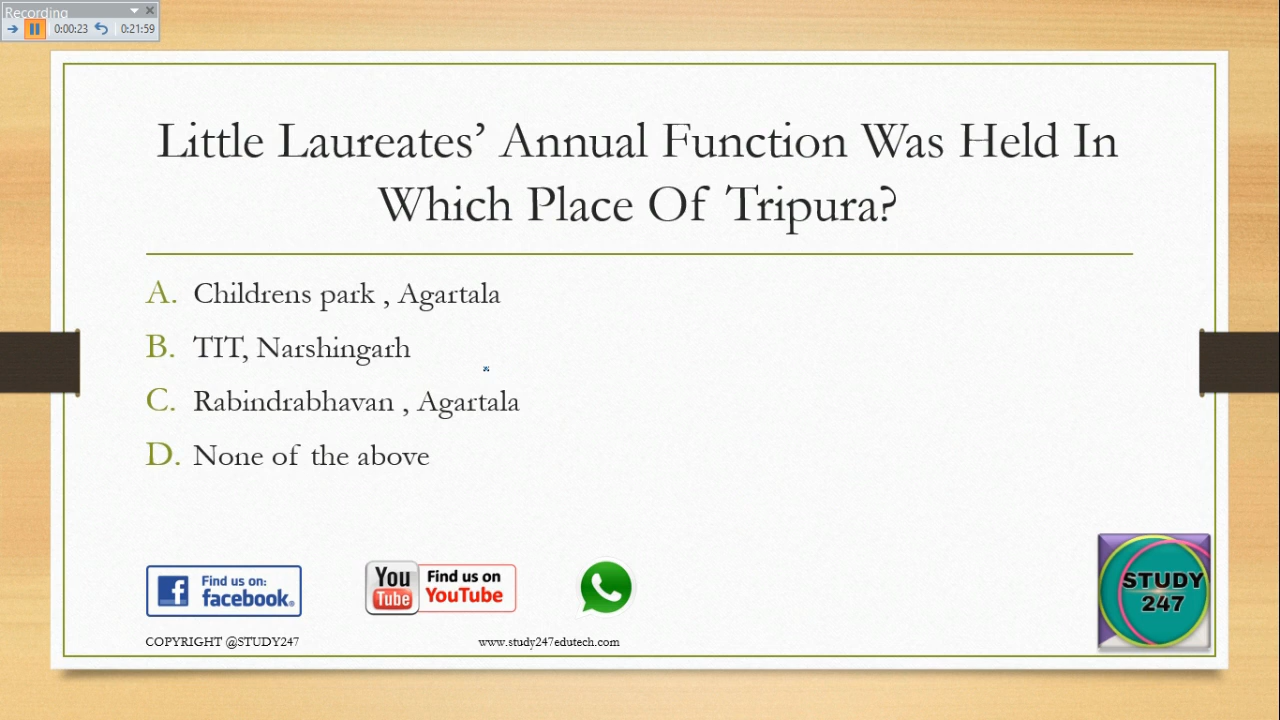 Recording
0:00:23 0:21:59
Little Laureates’ Annual Function Was Held In
Which Place Of Tripura?
A. Childrens park , Agartala
B. TIT, Narshingarh
C. Rabindrabhavan , Agartala
D. None of the above
Find us on:
facebook.
You
Tube
Find us on
YouTube
STUDY
247
COPYRIGHT @STUDY247 www.study247edutech.com